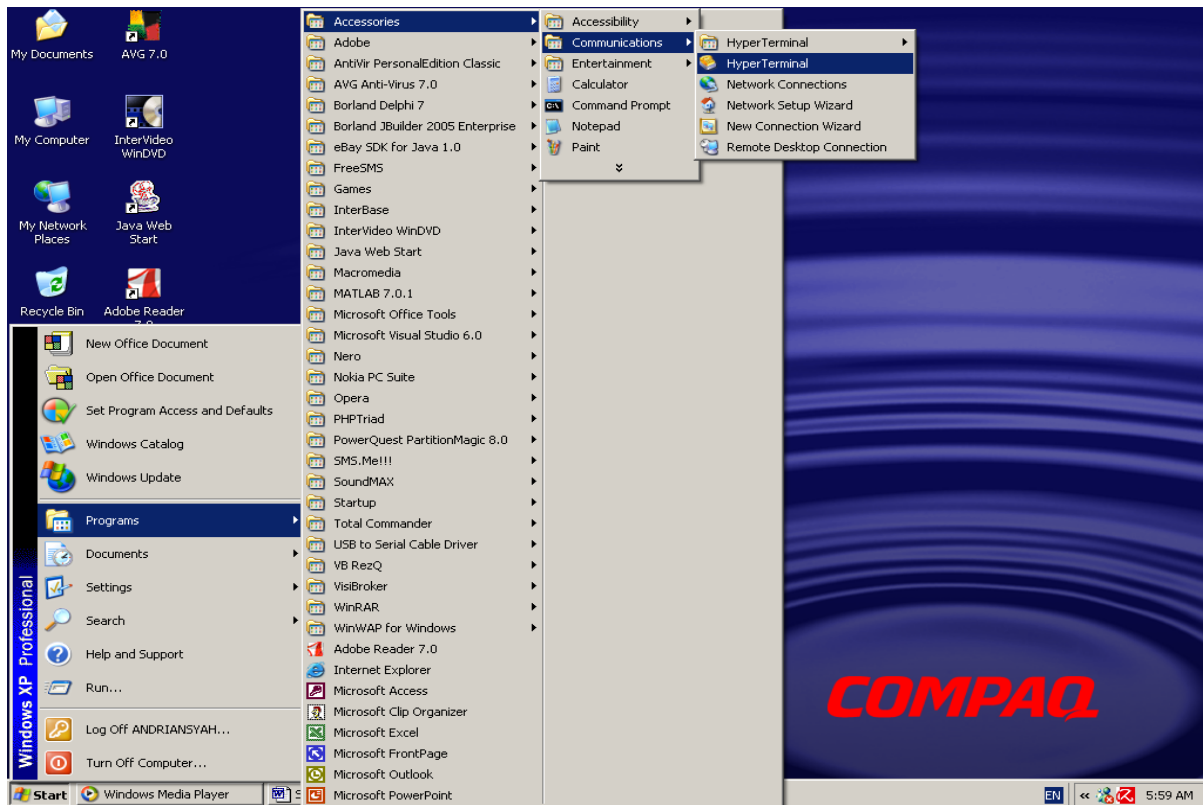 My Documents
AVG 7.0
My Computer
InterVideo
WinDVD
My Network
Places
Java Web
Start
Recycle Bin
Adobe Reader
7.0
New Office Document
Open Office Document
Set Program Access and Defaults
Windows Catalog
Windows Update
Programs
Documents
Settings
Search
Help and Support
Run...
Log Off ANDRIANSYAH...
Turn Off Computer...
Windows XP Professional
Accessories
Adobe
AntiVir PersonalEdition Classic
AVG Anti-Virus 7.0
Borland Delphi 7
Borland JBuilder 2005 Enterprise
eBay SDK for Java 1.0
FreeSMS
Games
InterBase
InterVideo WinDVD
Java Web Start
Macromedia
MATLAB 7.0.1
Microsoft Office Tools
Microsoft Visual Studio 6.0
Nero
Nokia PC Suite
Opera
PHPTriad
PowerQuest PartitionMagic 8.0
SMS.Me!!!
SoundMAX
Startup
Total Commander
USB to Serial Cable Driver
VB RezQ
VisiBroker
WinRAR
WinWAP for Windows
Adobe Reader 7.0
Internet Explorer
Microsoft Access
Microsoft Clip Organizer
Microsoft Excel
Microsoft FrontPage
Microsoft Outlook
Microsoft PowerPoint
Accessibility
Communications
Entertainment
Calculator
Command Prompt
Notepad
Paint
HyperTerminal
HyperTerminal
Network Connections
Network Setup Wizard
New Connection Wizard
Remote Desktop Connection
COMPAQ
Start
Windows Media Player
EN
5:59 AM